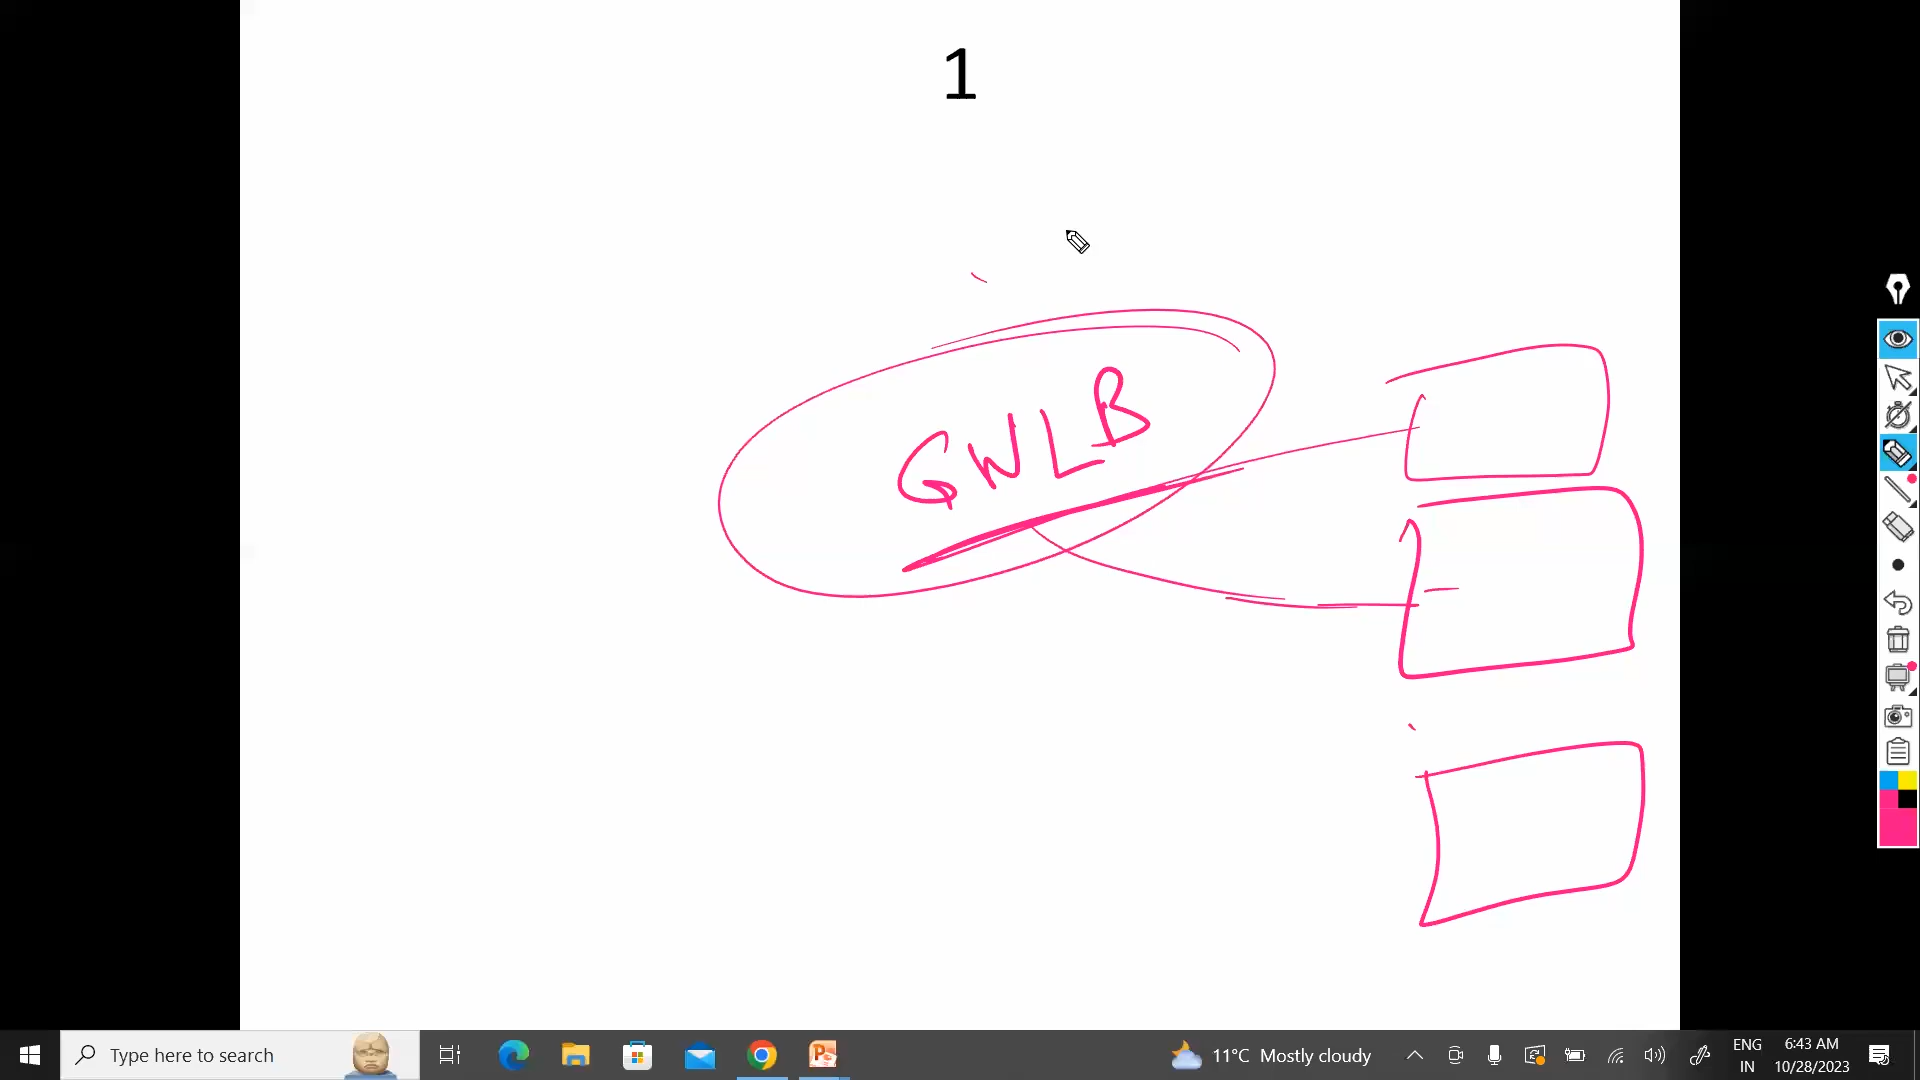 1
GWLB
Type here to search
11°C Mostly cloudy
ENG
IN
6:43 AM
10/28/2023